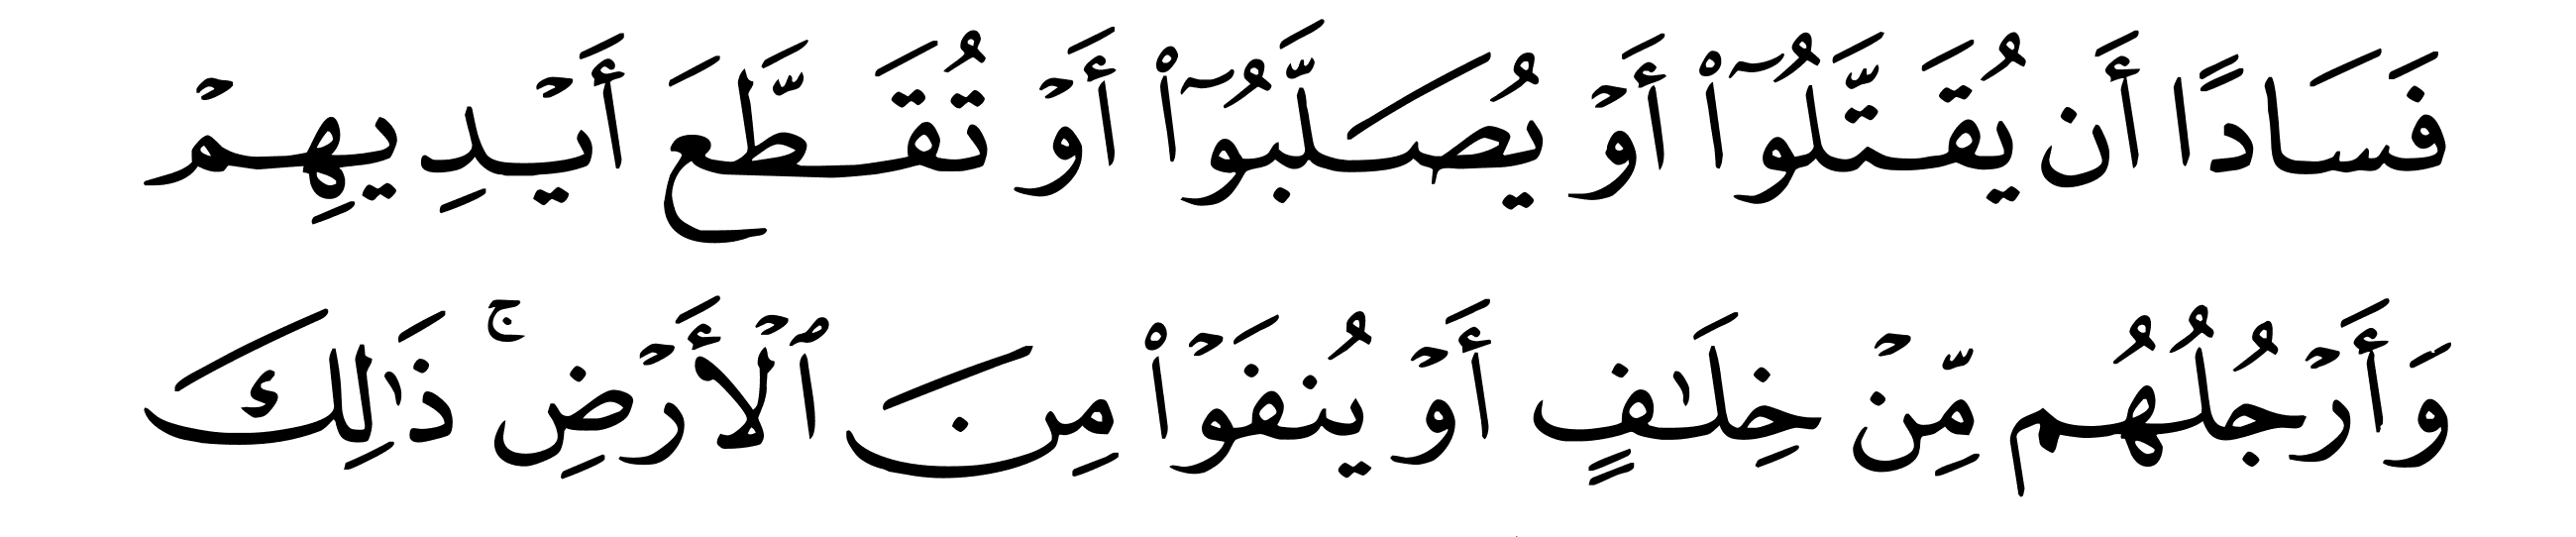 فَسَادًا أَن يُقَتَّلُوٓا۟ أَوْ يُصَلَّبُوٓا۟ أَوْ تُقَطَّعَ أَيْدِيهِمْ
وَأَرْجُلُهُم مِّنْ خِلَـٰفٍ أَوْ يُنفَوْا۟ مِنَ ٱلْأَرْضِ ۚ ذَٰلِكَ